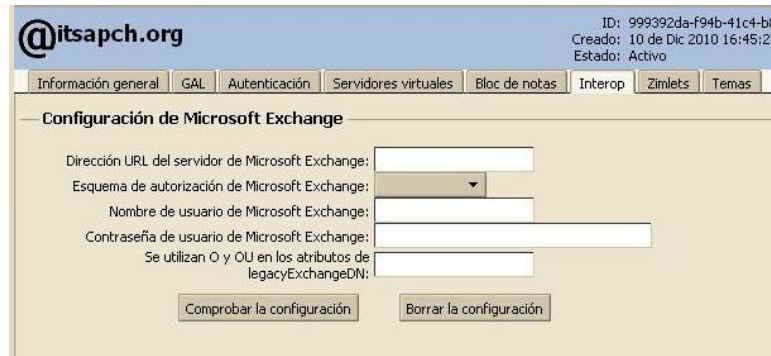 @itsapch.org
ID: 999392da-f94b-41c4-b
Creado: 10 de Dic 2010 16:45:2
Estado: Activo
Información general GAL Autenticación Servidores virtuales Bloc de notas Interop Zimlets Temas
Configuración de Microsoft Exchange
Dirección URL del servidor de Microsoft Exchange:
Esquema de autorización de Microsoft Exchange:
Nombre de usuario de Microsoft Exchange:
Contraseña de usuario de Microsoft Exchange:
Se utilizan O y OU en los atributos de
legacyExchangeDN:
Comprobar la configuración Borrar la configuración